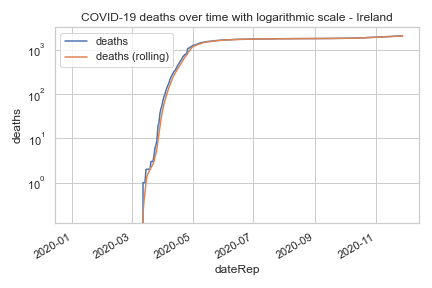 COVID-19 deaths over time with logarithmic scale - Ireland
deaths
deaths (rolling)
10³
10²
10¹
10⁰
deaths
2020-01
2020-03
2020-05
2020-07
2020-09
2020-11
dateRep